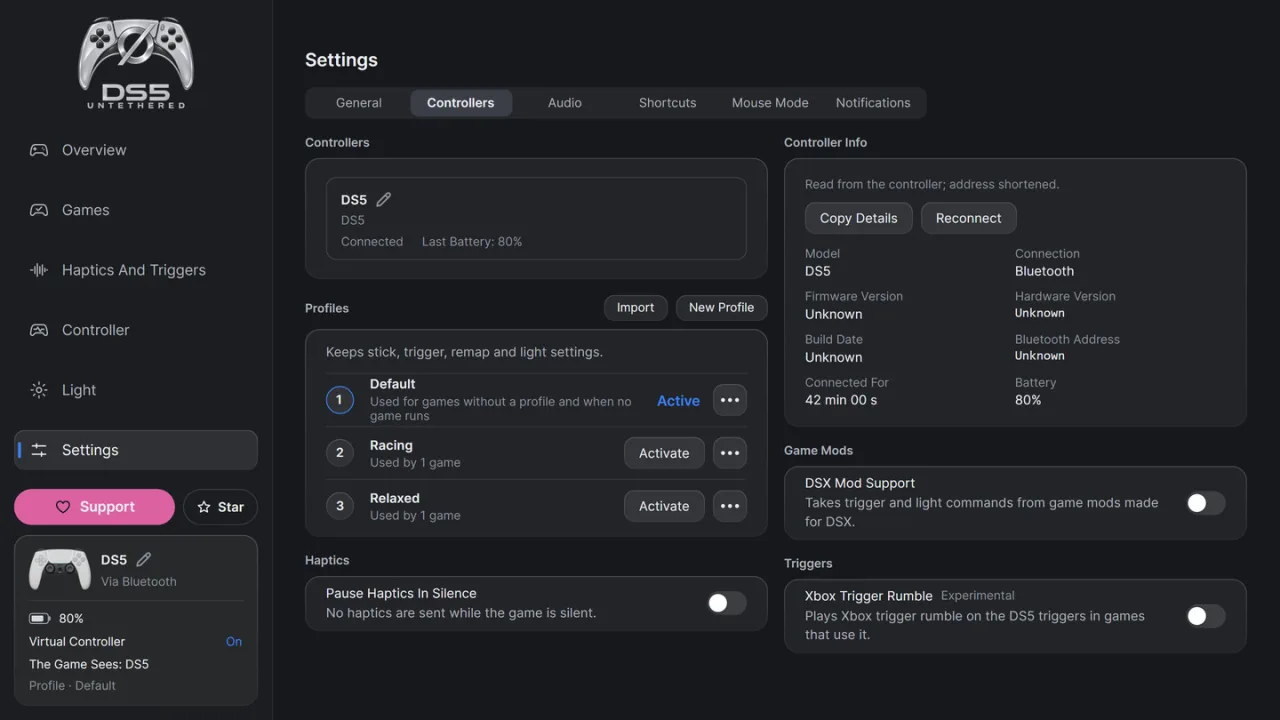 DS5
UNTETHERED
Overview
Games
Haptics And Triggers
Controller
Light
Settings
Support
Star
DS5
Via Bluetooth
80%
Virtual Controller On
The Game Sees: DS5
Profile · Default
Settings
General Controllers Audio Shortcuts Mouse Mode Notifications
Controllers
DS5
DS5
Connected Last Battery: 80%
Profiles Import New Profile
Keeps stick, trigger, remap and light settings.
1 Default
Used for games without a profile and when no
game runs
Active •••
2 Racing
Used by 1 game
Activate •••
3 Relaxed
Used by 1 game
Activate •••
Haptics
Pause Haptics In Silence
No haptics are sent while the game is silent.
Controller Info
Read from the controller; address shortened.
Copy Details Reconnect
Model Connection
DS5 Bluetooth
Firmware Version Hardware Version
Unknown Unknown
Build Date Bluetooth Address
Unknown Unknown
Connected For Battery
42 min 00 s 80%
Game Mods
DSX Mod Support
Takes trigger and light commands from game mods made
for DSX.
Triggers
Xbox Trigger Rumble Experimental
Plays Xbox trigger rumble on the DS5 triggers in games
that use it.